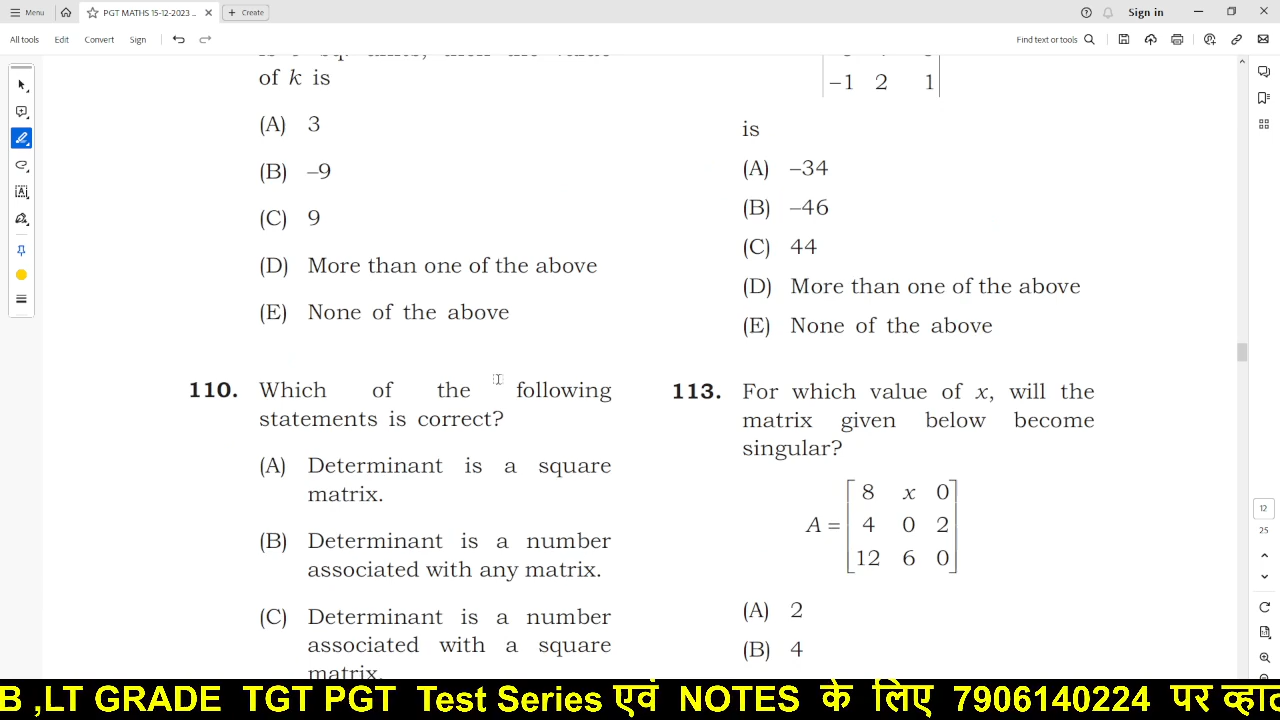 Menu
PGT MATHS 15-12-2023 ...
Create
Sign in
All tools
Edit
Convert
Sign
Find text or tools
of k is
(A) 3
(B) –9
(C) 9
(D) More than one of the above
(E) None of the above
110. Which of the following
statements is correct?
(A) Determinant is a square
matrix.
(B) Determinant is a number
associated with any matrix.
(C) Determinant is a number
associated with a square
matrix.
–1 2 1
is
(A) –34
(B) –46
(C) 44
(D) More than one of the above
(E) None of the above
113. For which value of x, will the
matrix given below become
singular?
8 x 0
A = 4 0 2
12 6 0
(A) 2
(B) 4
12
25
B ,LT GRADE TGT PGT Test Series एवं NOTES के लिए 7906140224 पर व्हाट